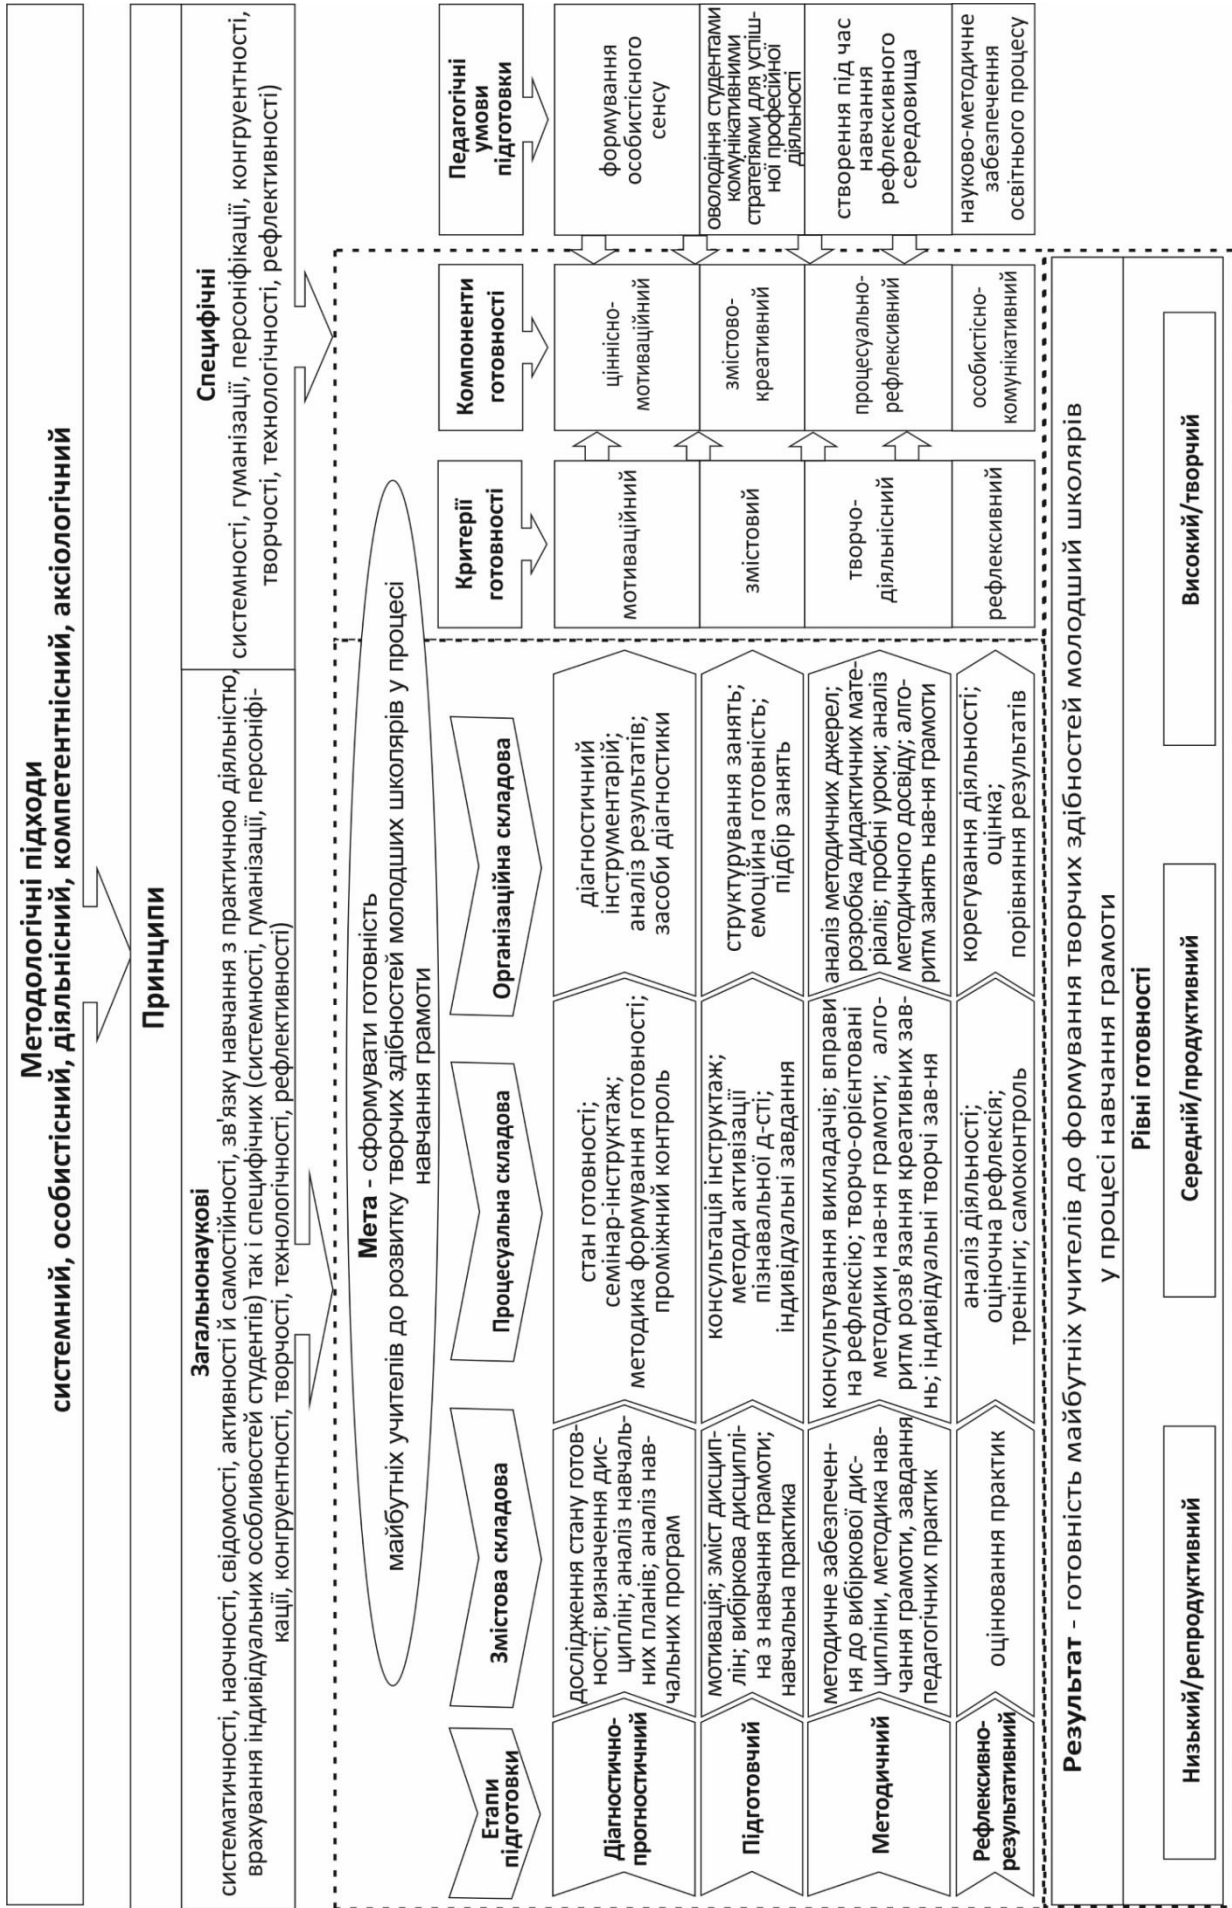 Методологічні підходи
системний, особистісний, діяльнісний, компетентнісний, аксіологічний
Принципи
Загальнонаукові
систематичності, наочності, свідомості, активності й самостійності, зв'язку навчання з практичною діяльністю,
врахування індивідуальних особливостей студентів) так і специфічних (системності, гуманізації, персоніфі-
кації, конгруентності, творчості, технологічності, рефлективності)
Специфічні
системності, гуманізації, персоніфікації, конгруентності,
творчості, технологічності, рефлективності)
Мета - сформувати готовність
майбутніх учителів до розвитку творчих здібностей молодших школярів у процесі
навчання грамоти
Етапи
підготовки
Змістова складова
Процесуальна складова
Організаційна складова
Критерії
готовності
Компоненти
готовності
Педагогічні
умови
підготовки
Діагностично-
прогностичний
дослідження стану готов-
ності; визначення дис-
циплін; аналіз навчаль-
них планів; аналіз нав-
чальних програм
стан готовності;
семінар-інструктаж;
методика формування готовності;
проміжний контроль
діагностичний
інструментарій;
аналіз результатів;
засоби діагностики
мотиваційний
ціннісно-
мотиваційний
формування
особистісного
сенсу
Підготовчий
мотивація; зміст дисцип-
лін; вибіркова дисциплі-
на з навчання грамоти;
навчальна практика
консультація інструктаж;
методи активізації
пізнавальної д-сті;
індивідуальні завдання
структурування занять;
емоційна готовність;
підбір занять
змістовий
змістово-
креативний
оволодіння студентами
комунікативними
стратегіями для успіш-
ної професійної
діяльності
Методичний
методичне забезпечен-
ня до вибіркової дис-
ципліни, методика нав-
чання грамоти, завдання
педагогічних практик
консультування викладачів; вправи
на рефлексію; творчо-орієнтовані
методики нав-ня грамоти; алго-
ритм розв'язання креативних зав-
нь; індивідуальні творчі зав-ня
аналіз методичних джерел;
розробка дидактичних мате-
ріалів; пробні уроки; аналіз
методичного досвіду; алго-
ритм занять нав-ня грамоти
творчо-
діяльнісний
процесуально-
рефлексивний
створення під час
навчання
рефлексивного
середовища
Рефлексивно-
результативний
оцінювання практик
аналіз діяльності;
оціночна рефлексія;
тренінги; самоконтроль
корегування діяльності;
оцінка;
порівняння результатів
рефлексивний
особистісно-
комунікативний
науково-методичне
забезпечення
освітнього процесу
Результат - готовність майбутніх учителів до формування творчих здібностей молодший школярів
у процесі навчання грамоти
Рівні готовності
Низький/репродуктивний
Середній/продуктивний
Високий/творчий